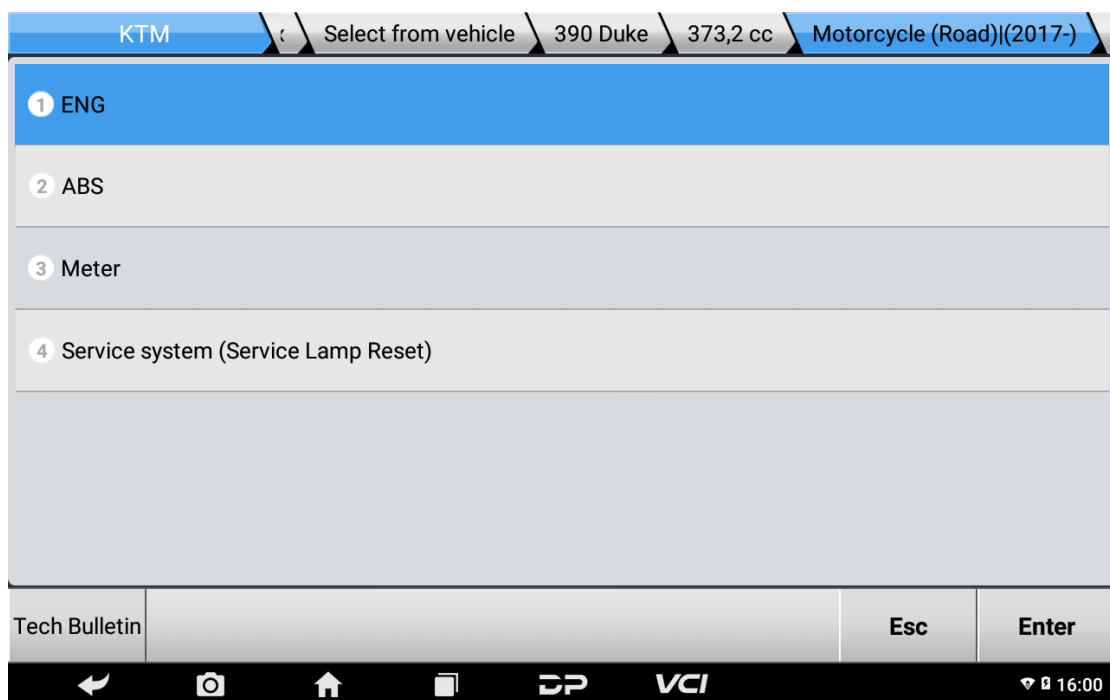 KTM
Select from vehicle
390 Duke
373,2 cc
Motorcycle (Road)|(2017-)
1 ENG
2 ABS
3 Meter
4 Service system (Service Lamp Reset)
Tech Bulletin
Esc
Enter
DP
VCI
16:00